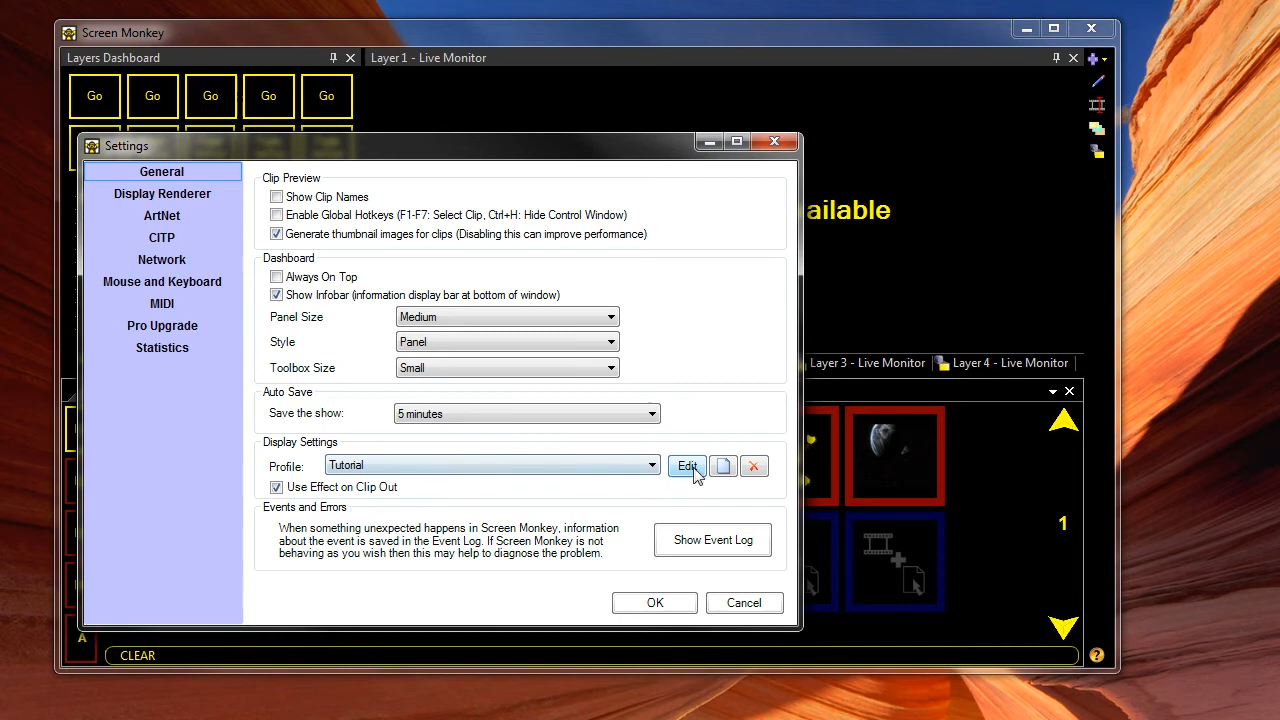 Screen Monkey
Layers Dashboard
Layer 1 - Live Monitor
Go Go Go Go Go
Settings
General
Display Renderer
ArtNet
CITP
Network
Mouse and Keyboard
MIDI
Pro Upgrade
Statistics
Clip Preview
Show Clip Names
Enable Global Hotkeys (F1-F7: Select Clip, Ctrl+H: Hide Control Window)
Generate thumbnail images for clips (Disabling this can improve performance)
Dashboard
Always On Top
Show Infobar (information display bar at bottom of window)
Panel Size Medium
Style Panel
Toolbox Size Small
Auto Save
Save the show: 5 minutes
Display Settings
Profile: Tutorial Edit
Use Effect on Clip Out
Events and Errors
When something unexpected happens in Screen Monkey, information
about the event is saved in the Event Log. If Screen Monkey is not
behaving as you wish then this may help to diagnose the problem.
Show Event Log
OK Cancel
ailable
Layer 3 - Live Monitor Layer 4 - Live Monitor
1
A
CLEAR
?